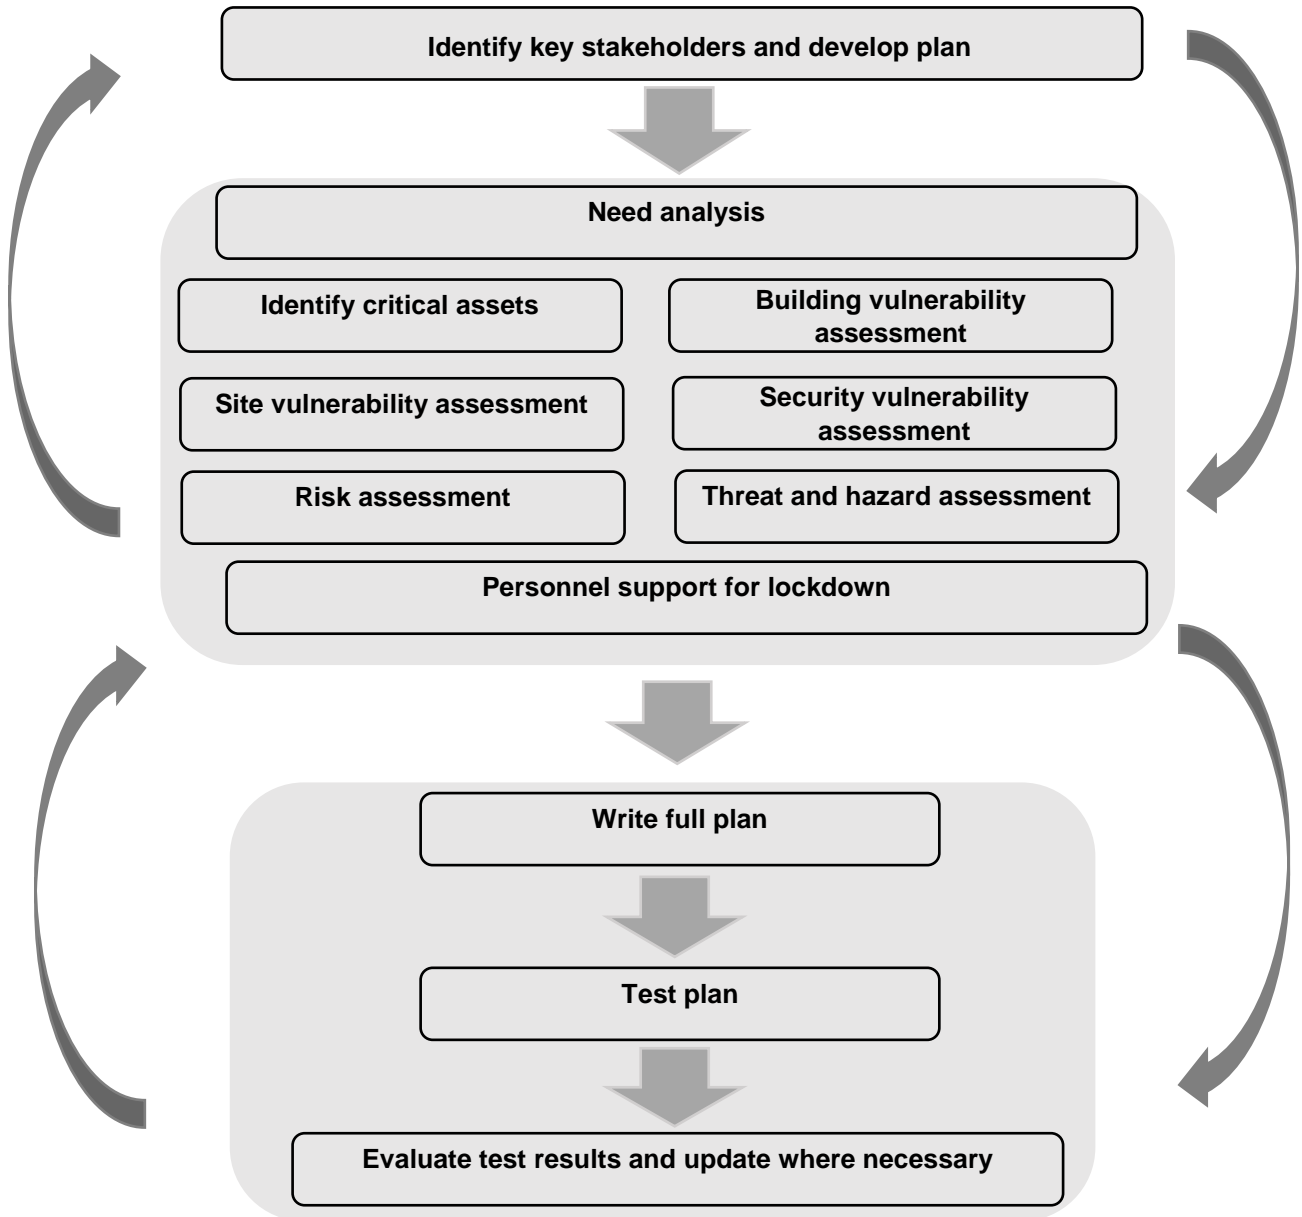 Identify key stakeholders and develop plan
Need analysis
Identify critical assets
Building vulnerability
assessment
Site vulnerability assessment
Security vulnerability
assessment
Risk assessment
Threat and hazard assessment
Personnel support for lockdown
Write full plan
Test plan
Evaluate test results and update where necessary